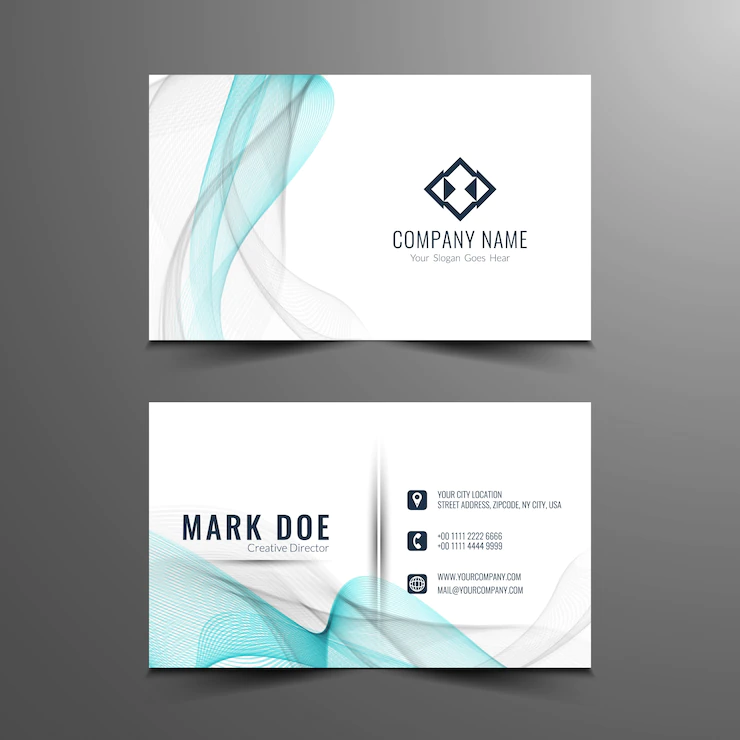 COMPANY NAME
Your Slogan Goes Hear
MARK DOE
Creative Director
YOUR CITY LOCATION
STREET ADDRESS, ZIPCODE, NY CITY, USA
+00 1111 2222 6666
+00 1111 4444 9999
WWW.YOURCOMPANY.COM
MAIL@YOURCOMPANY.COM